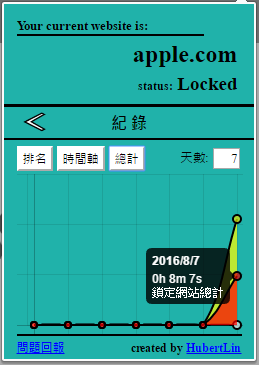 Your current website is:
apple.com
status: Locked
紀錄
排名 時間軸 總計 天數: 7
2016/8/7
0h 8m 7s
鎖定網站總計
問題回報 created by HubertLin